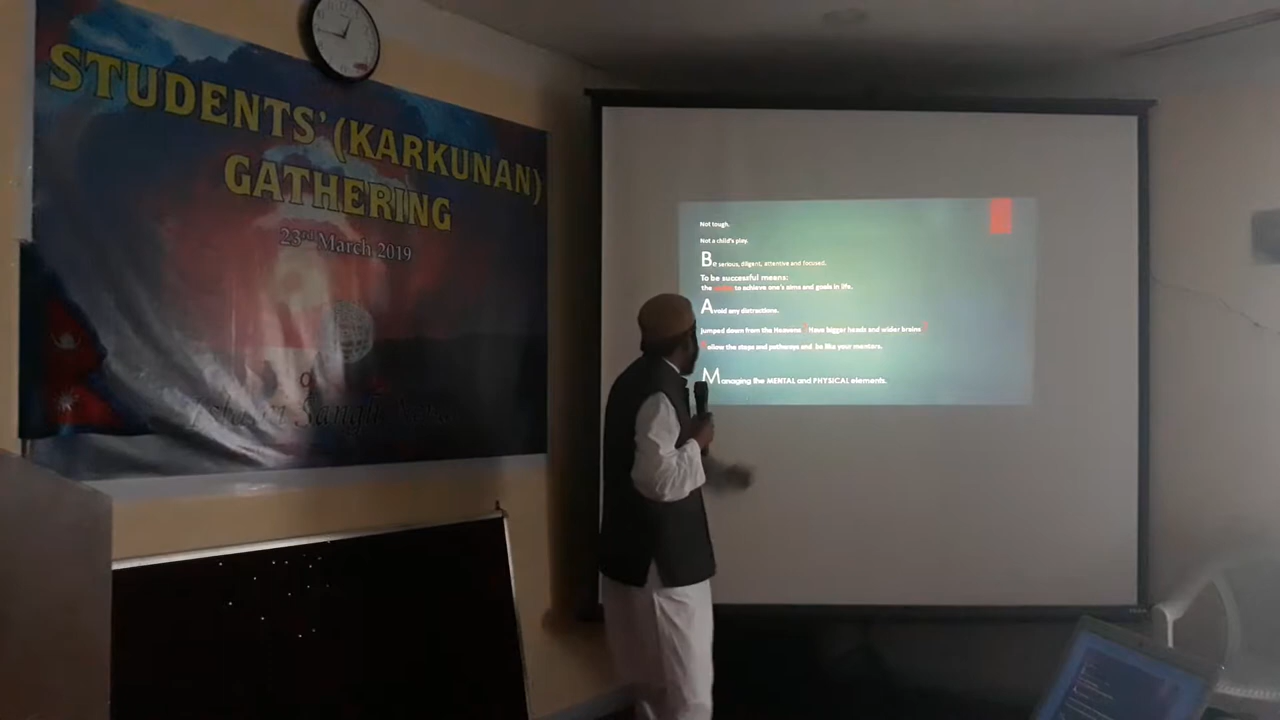 STUDENTS' (KARKUNAN)
GATHERING
23rd March 2019
Not tough.
Not a child's play.
Be serious, diligent, attentive and focused.
To be successful means:
the to achieve one's aims and goals in life.
Avoid any distractions.
Jumped down from the Heavens Have bigger heads and wider brains
the steps and pathways and be like your mentors.
Managing the MENTAL and PHYSICAL elements.